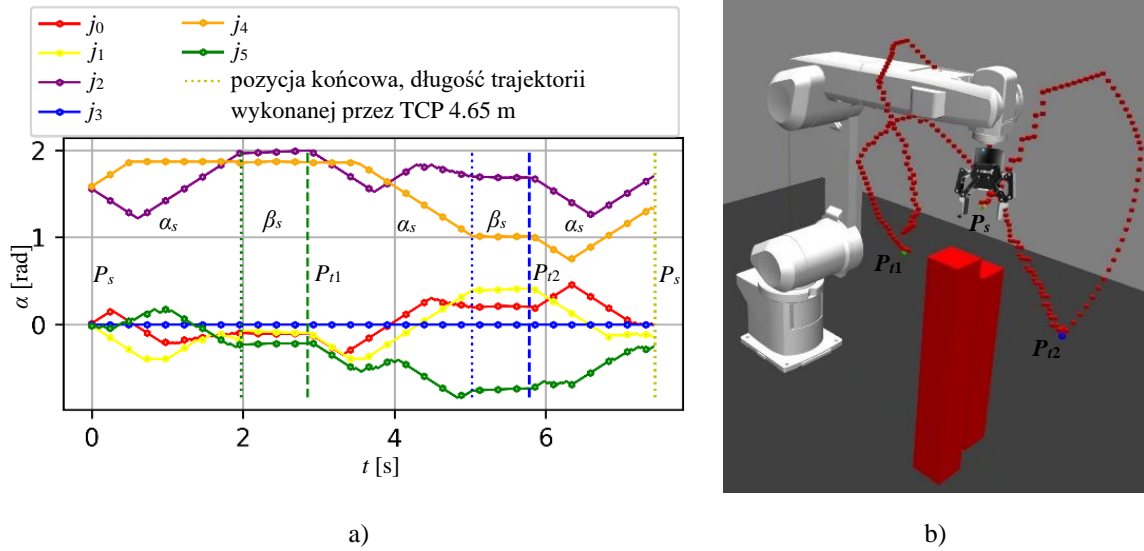 j0 j4
j1 j5
j2 pozycja końcowa, długość trajektorii
j3 wykonanej przez TCP 4.65 m
2
αs βs αs βs αs
1
Ps Pt1 Pt2 Ps
0
α [rad]
0 2 4 6
t [s]
Ps
Pt1
Pt2
a) b)